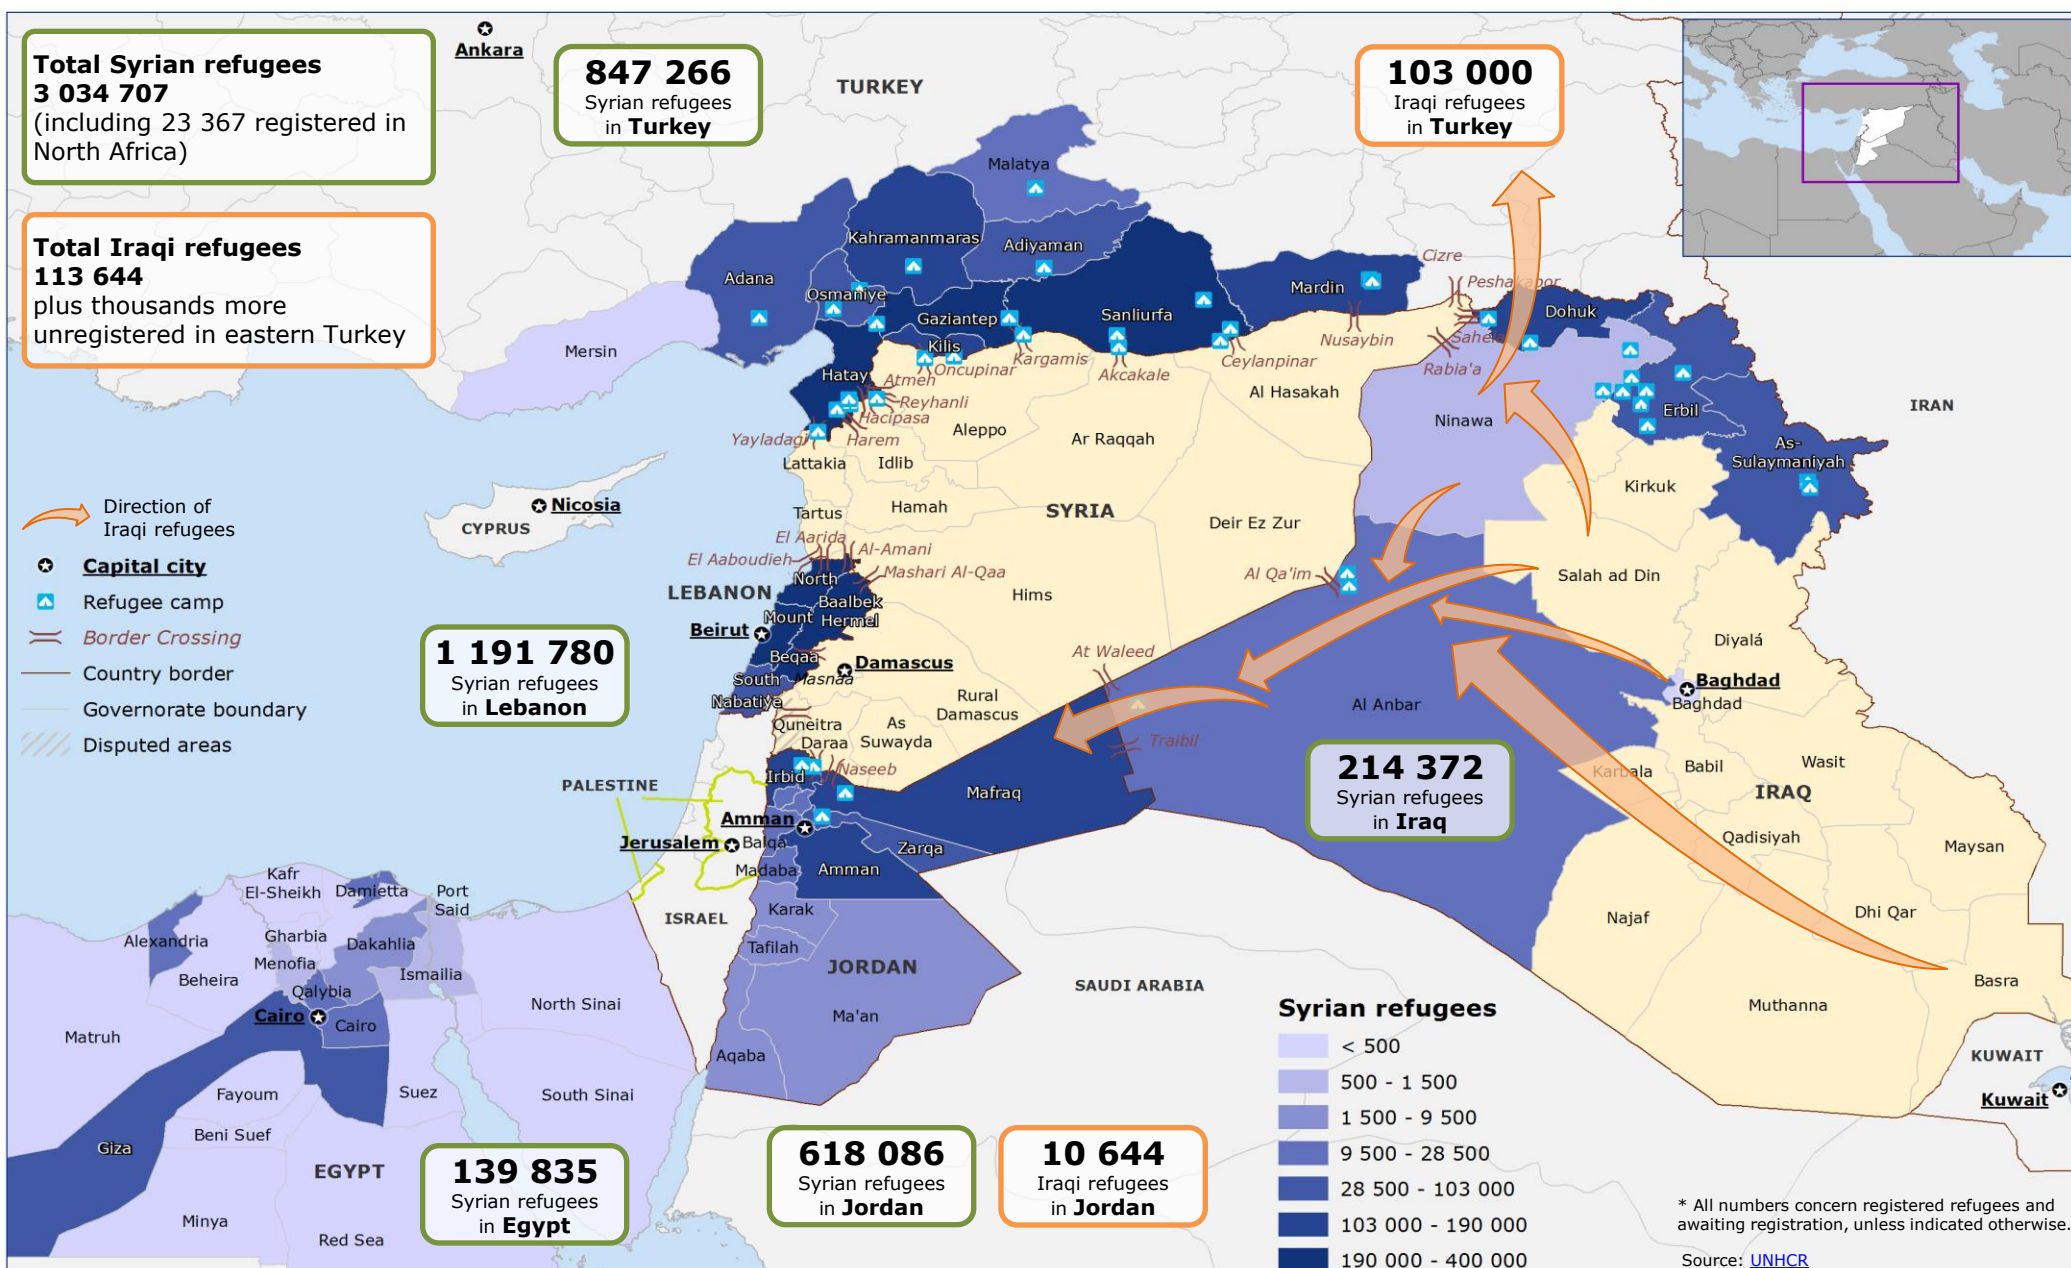 Total Syrian refugees
3 034 707
(including 23 367 registered in
North Africa)
Total Iraqi refugees
113 644
plus thousands more
unregistered in eastern Turkey
Ankara
847 266
Syrian refugees
in Turkey
TURKEY
103 000
Iraqi refugees
in Turkey
Malatya
Kahramanmaras
Adiyaman
Adana
Osmaniye
Gaziantep
Sanliurfa
Mardin
Cizre
Peshakapor
Dohuk
Mersin
Kilis
Hatay
Oncupinar
Kargamis
Akcakale
Ceylanpinar
Nusaybin
Rabia'a
Atmeh
Reyhanli
Hacipasa
Harem
Yayladagi
Al Hasakah
Ninawa
Erbil
IRAN
As-
Sulaymaniyah
Aleppo
Ar Raqqah
Lattakia
Idlib
Kirkuk
Direction of
Iraqi refugees
Capital city
Refugee camp
Border Crossing
Country border
Governorate boundary
Disputed areas
Nicosia
CYPRUS
Hamah
Tartus
SYRIA
Deir Ez Zur
El Aarida
El Aaboudieh
Al-Amani
Mashari Al-Qaa
Al Qa'im
Salah ad Din
LEBANON
North
Baalbek
Hermel
Mount
Beirut
Hims
Beqaa
Masnaa
Damascus
South
Nabatiye
Rural
Damascus
At Waleed
Diyalá
Baghdad
Baghdad
Al Anbar
1 191 780
Syrian refugees
in Lebanon
Quneitra
Daraa
As
Suwayda
Naseeb
Traibil
Irbid
PALESTINE
Mafraq
214 372
Syrian refugees
in Iraq
Karbala
Babil
Wasit
IRAQ
Amman
Jerusalem
Balqa
Zarqa
Madaba
Amman
Qadisiyah
Maysan
ISRAEL
Karak
Tafilah
JORDAN
Ma'an
Aqaba
Najaf
Dhi Qar
Basra
Muthanna
SAUDI ARABIA
KUWAIT
Kuwait
Kafr
El-Sheikh
Damietta
Port
Said
Alexandria
Gharbia
Dakahlia
Menofia
Beheira
Ismailia
Qalybia
Cairo
Cairo
North Sinai
Matruh
Fayoum
Suez
South Sinai
Beni Suef
Giza
EGYPT
Minya
Red Sea
139 835
Syrian refugees
in Egypt
618 086
Syrian refugees
in Jordan
10 644
Iraqi refugees
in Jordan
Syrian refugees
< 500
500 - 1 500
1 500 - 9 500
9 500 - 28 500
28 500 - 103 000
103 000 - 190 000
190 000 - 400 000
* All numbers concern registered refugees and
awaiting registration, unless indicated otherwise.
Source: UNHCR